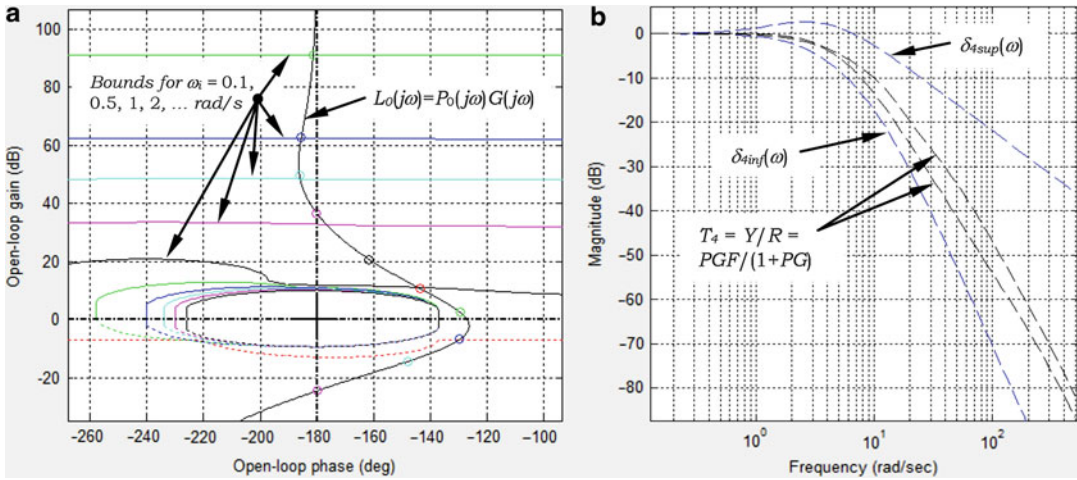 a
Open-loop gain (dB)
100
80
60
40
20
0
-20
Bounds for ωi = 0.1,
0.5, 1, 2, ... rad/s
L0(jω)=P0(jω)G(jω)
-260 -240 -220 -200 -180 -160 -140 -120 -100
Open-loop phase (deg)
b
Magnitude (dB)
0
-10
-20
-30
-40
-50
-60
-70
-80
δ4sup(ω)
δ4inf(ω)
T4 = Y/R =
PGF/(1+PG)
10^0 10^1 10^2
Frequency (rad/sec)